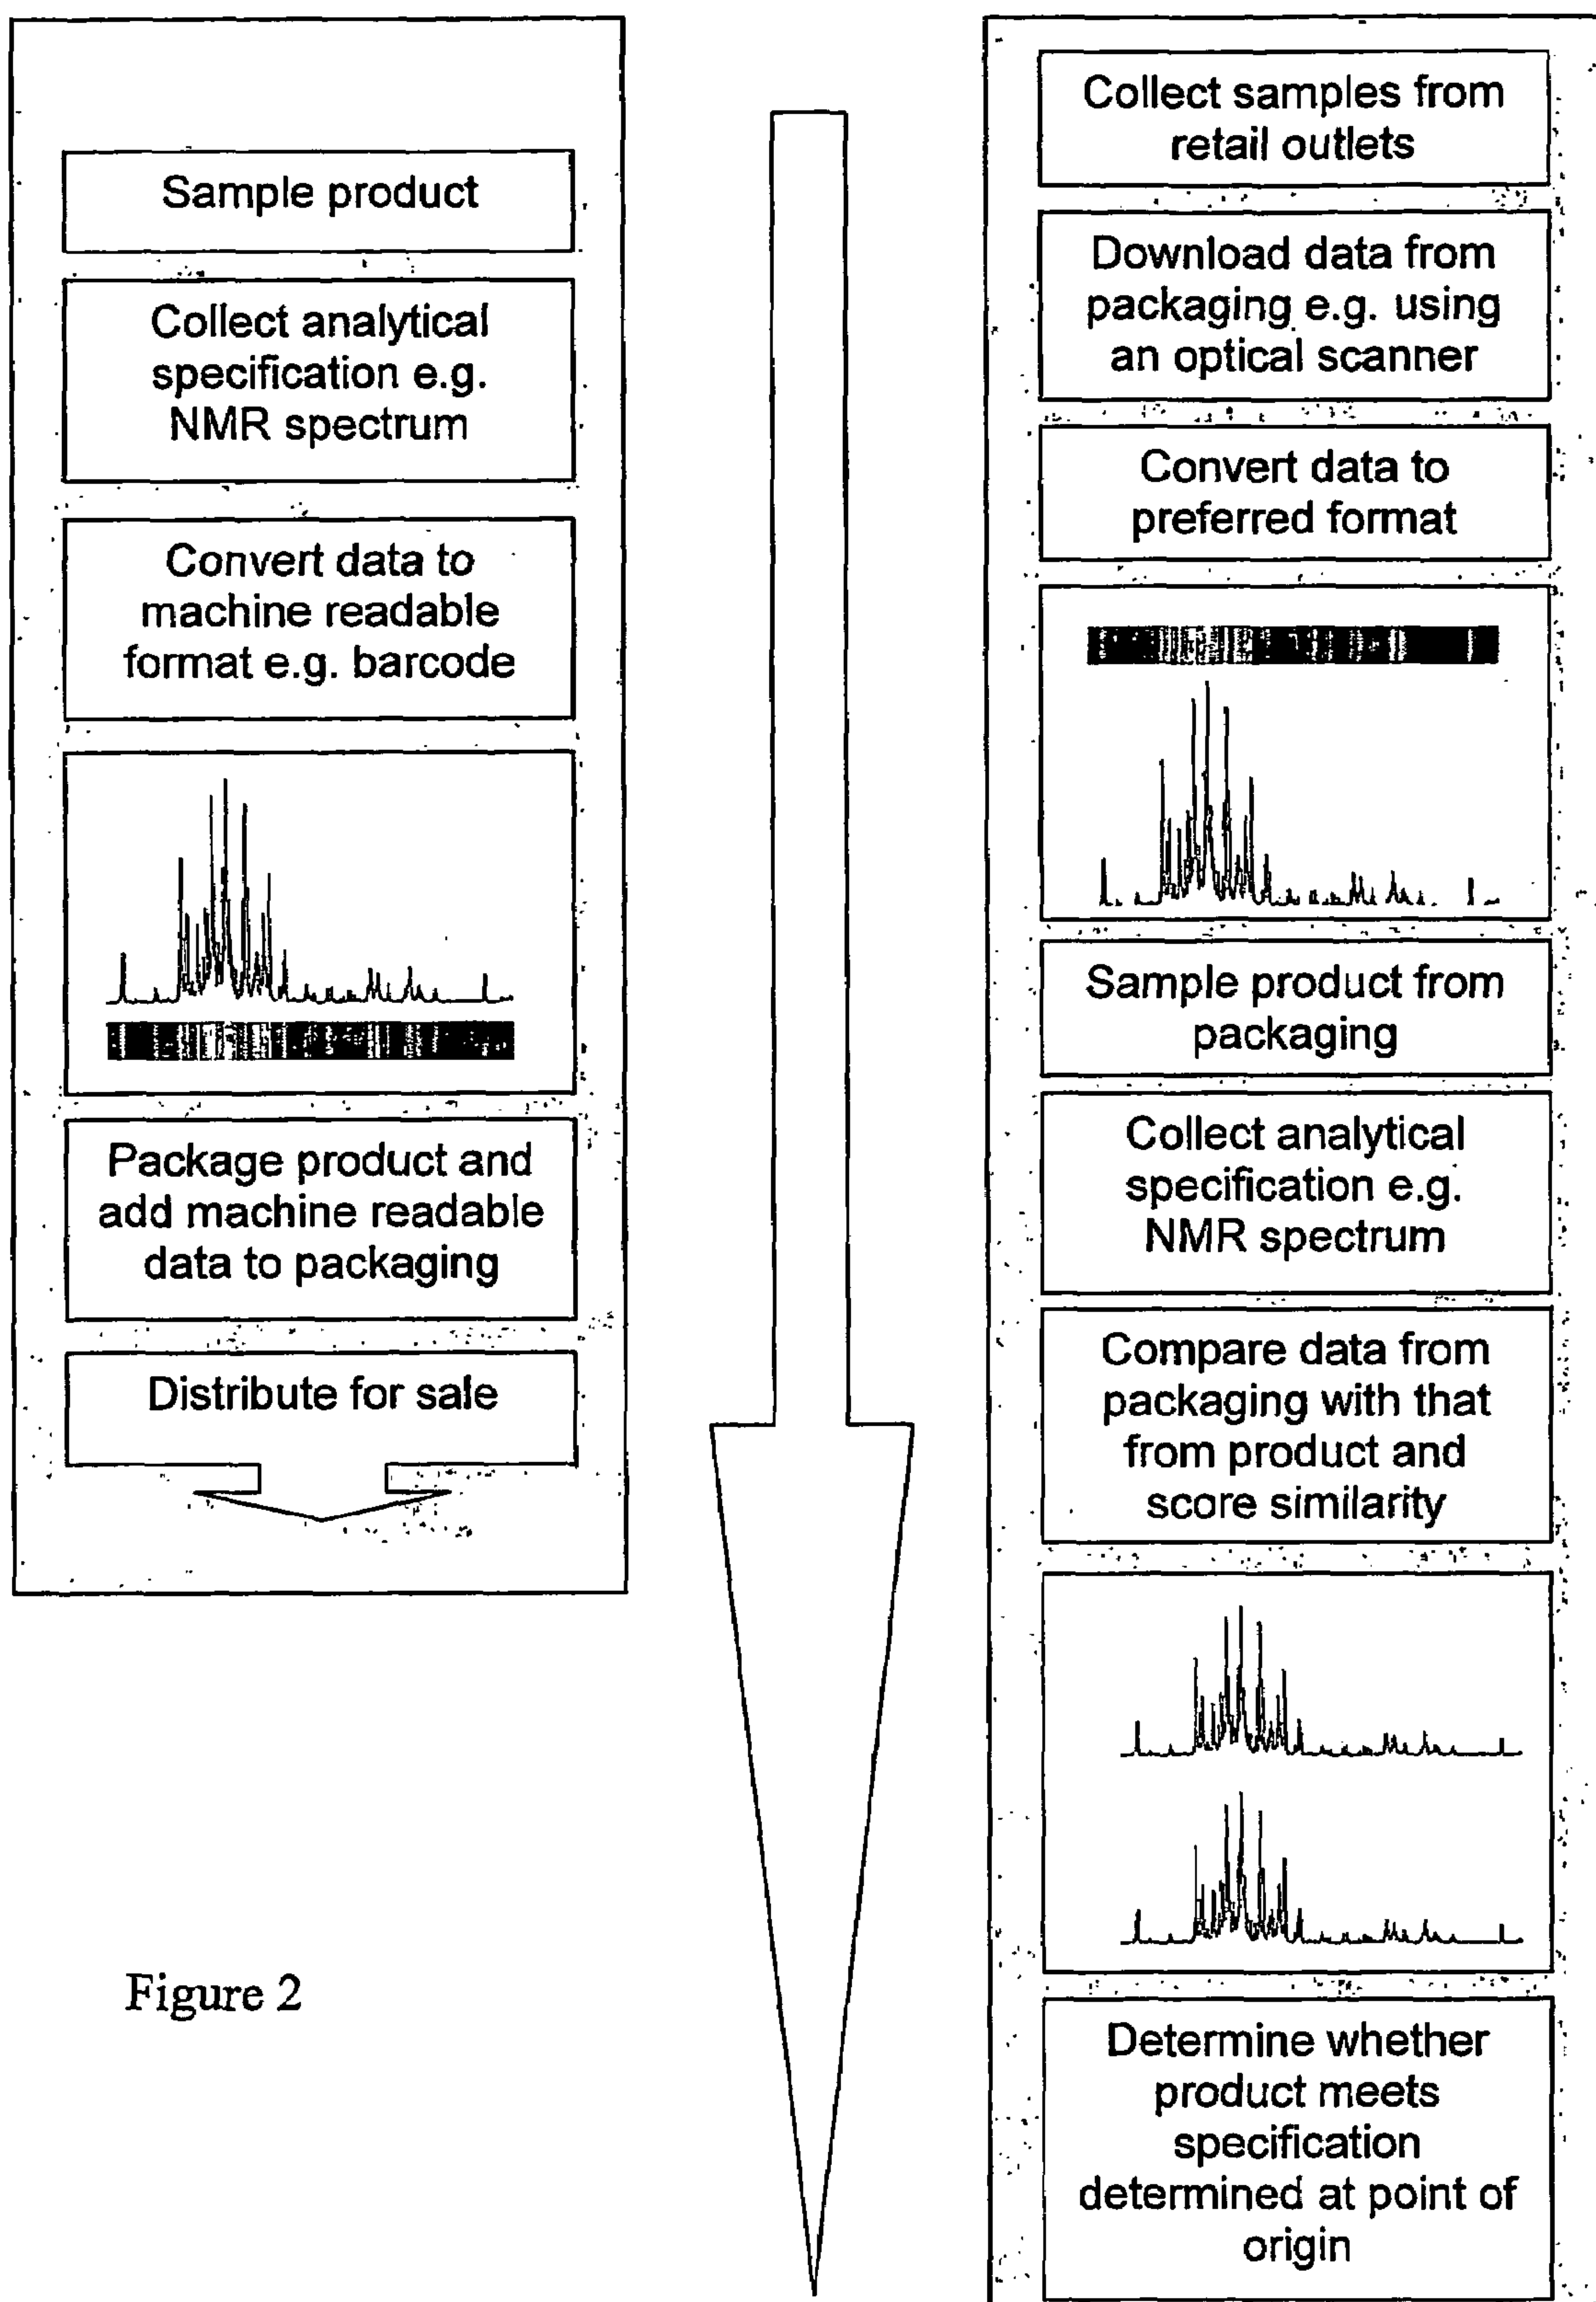 Sample product
Collect analytical
specification e.g.
NMR spectrum
Convert data to
machine readable
format e.g. barcode
Package product and
add machine readable
data to packaging
Distribute for sale
Collect samples from
retail outlets
Download data from
packaging e.g. using
an optical scanner
Convert data to
preferred format
Sample product from
packaging
Collect analytical
specification e.g.
NMR spectrum
Compare data from
packaging with that
from product and
score similarity
Determine whether
product meets
specification
determined at point of
origin
Figure 2